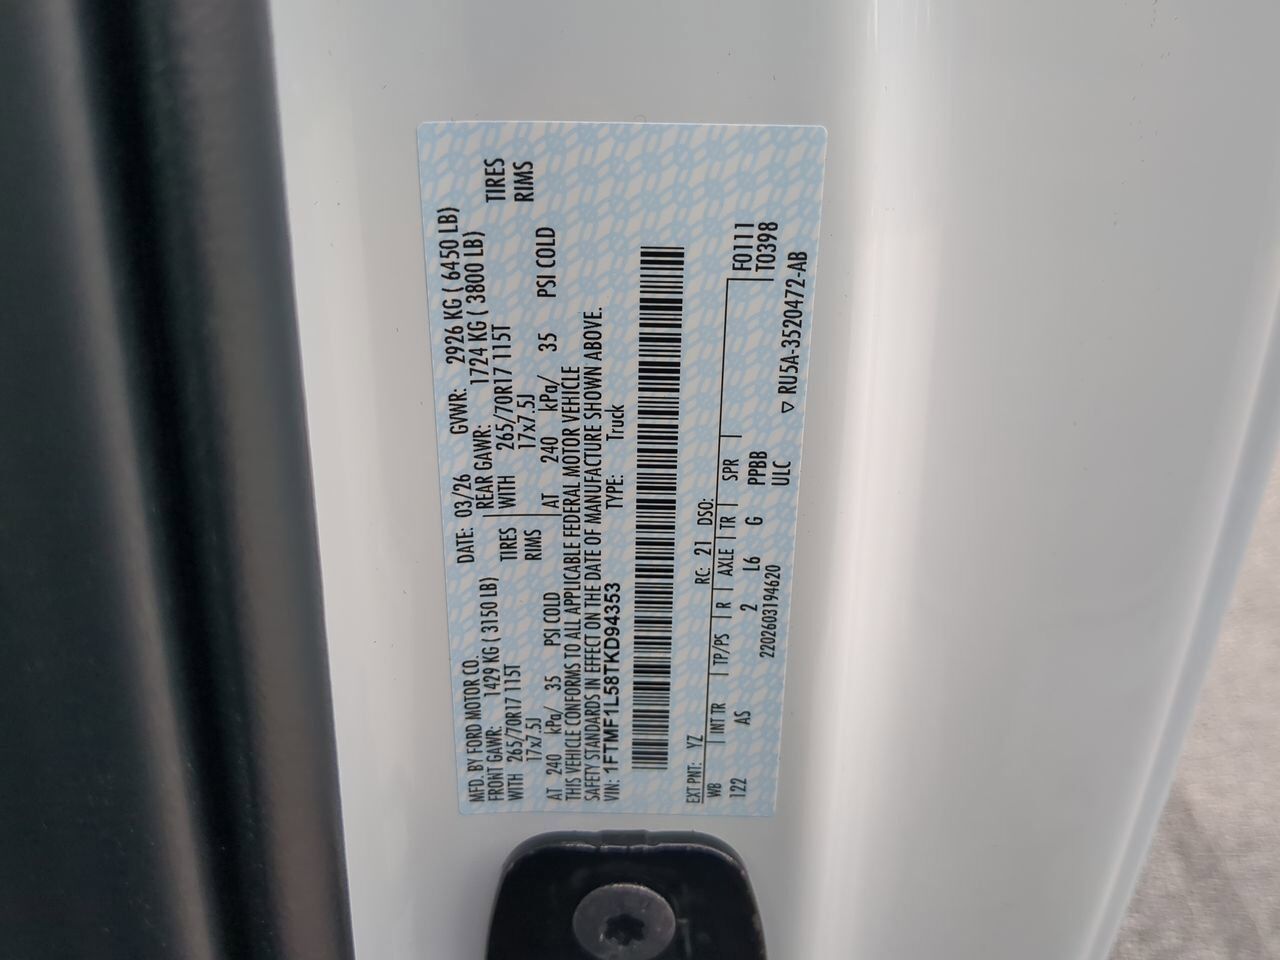 MFD. BY FORD MOTOR CO. DATE: 03/26 GVWR: 2926 KG ( 6450 LB)
FRONT GAWR: 1429 KG ( 3150 LB) REAR GAWR: 1724 KG ( 3800 LB)
WITH 265/70R17 115T TIRES WITH 265/70R17 115T TIRES
17x7.5J RIMS 17x7.5J RIMS
AT 240 kPa/ 35 PSI COLD AT 240 kPa/ 35 PSI COLD
THIS VEHICLE CONFORMS TO ALL APPLICABLE FEDERAL MOTOR VEHICLE
SAFETY STANDARDS IN EFFECT ON THE DATE OF MANUFACTURE SHOWN ABOVE.
VIN: 1FTMF1L58TKD94353 TYPE: Truck
EXT PNT: YZ RC: 21 DSO:
WB INT TR TP/PS R AXLE TR SPR F0111
122 AS 2 L6 G PPBB T0398
2202603194620 ULC
▽ RU5A-3520472-AB